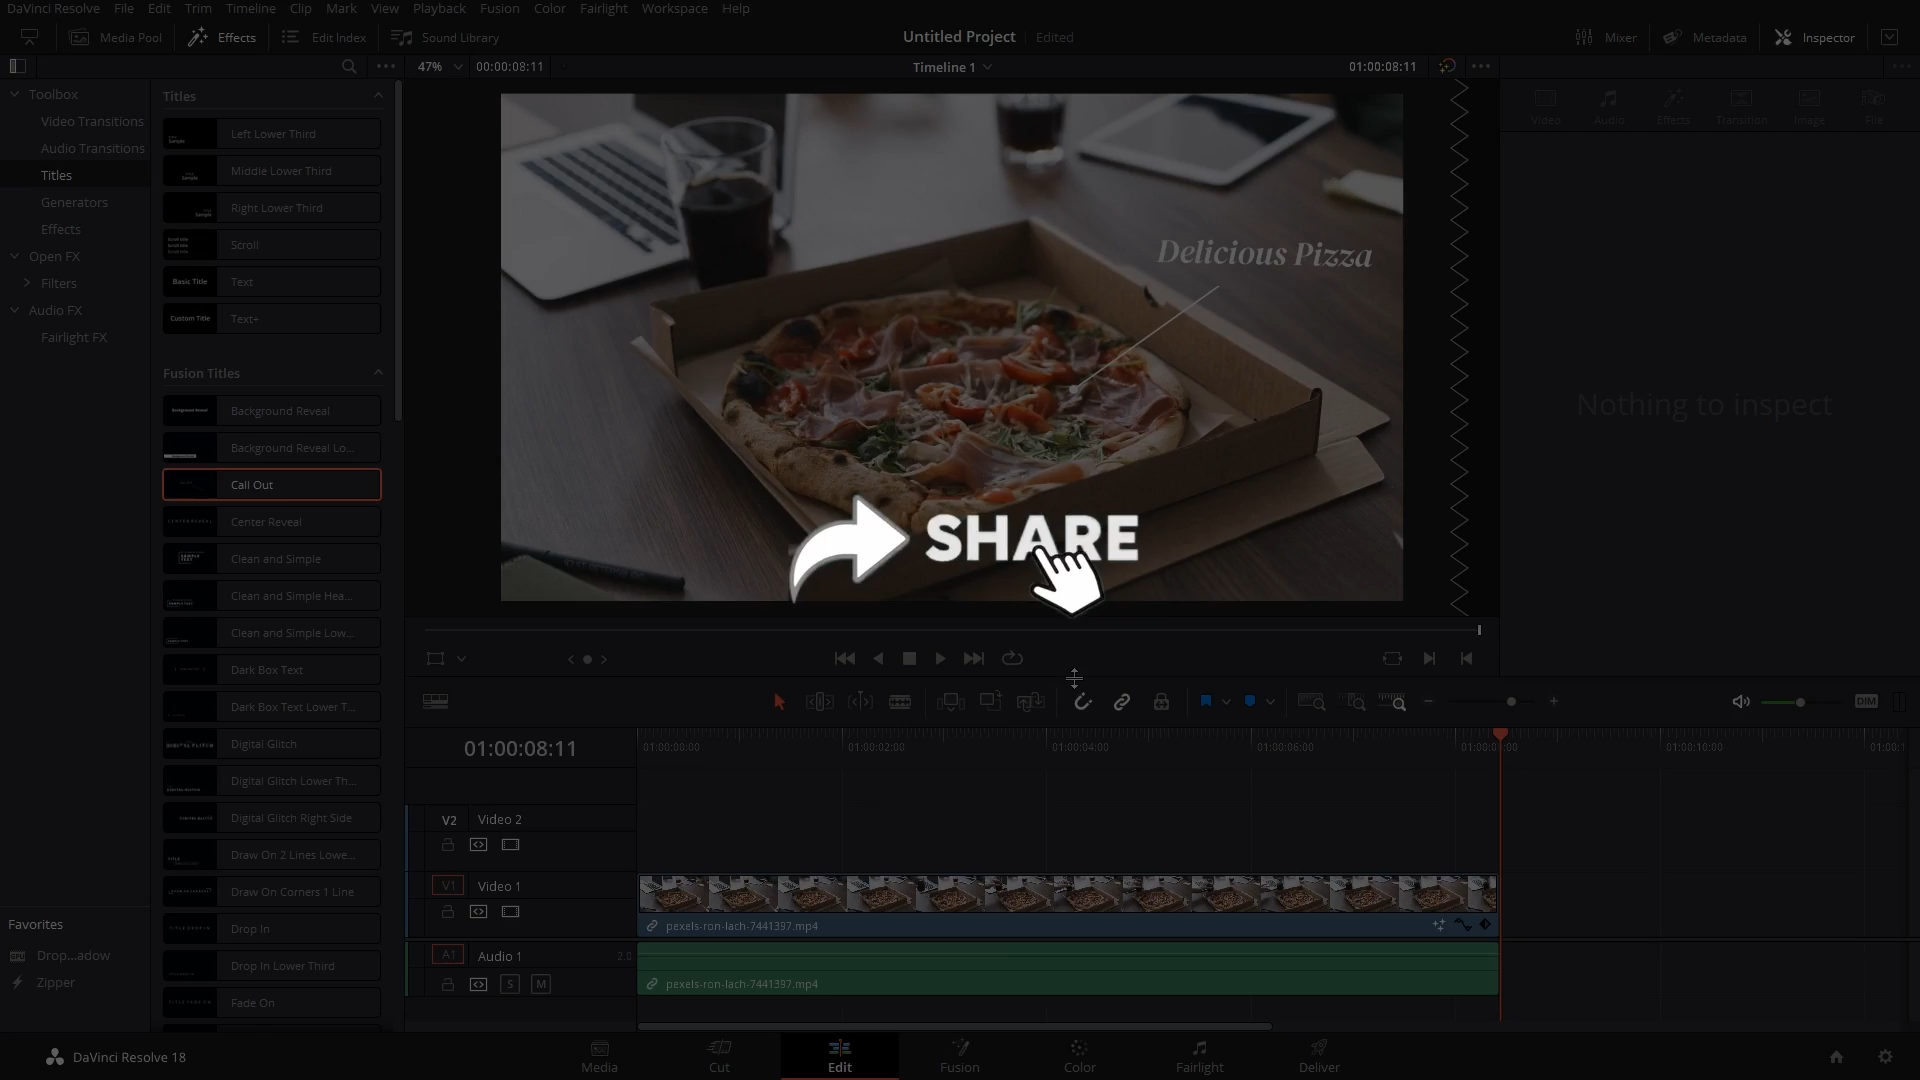 DaVinci Resolve File Edit Trim Timeline Clip Mark View Playback Fusion Color Fairlight Workspace Help
Media Pool Effects Edit Index Sound Library Untitled Project Edited Mixer Metadata Inspector
47% 00:00:08:11 Timeline 1 01:00:08:11
Toolbox
Video Transitions
Audio Transitions
Titles
Generators
Effects
Open FX
Filters
Audio FX
Fairlight FX
Favorites
Drop...adow
Zipper
Titles
Left Lower Third
Middle Lower Third
Right Lower Third
Scroll
Basic Title Text
Custom Title Text+
Fusion Titles
Background Reveal
Background Reveal Lo...
Call Out
Center Reveal
Clean and Simple
Clean and Simple Hea...
Clean and Simple Low...
Dark Box Text
Dark Box Text Lower T...
Digital Glitch
Digital Glitch Lower Th...
Digital Glitch Right Side
Draw On 2 Lines Lowe...
Draw On Corners 1 Line
Drop In
Drop In Lower Third
Fade On
Delicious Pizza
SHARE
Video Audio Effects Transition Image File
Nothing to inspect
DIM
01:00:08:11
01:00:00:00 01:00:02:00 01:00:04:00 01:00:06:00 01:00:10:00
V2 Video 2
V1 Video 1
pexels-ron-lach-7441397.mp4
A1 Audio 1 2.0
S M
pexels-ron-lach-7441397.mp4
DaVinci Resolve 18
Media Cut Edit Fusion Color Fairlight Deliver